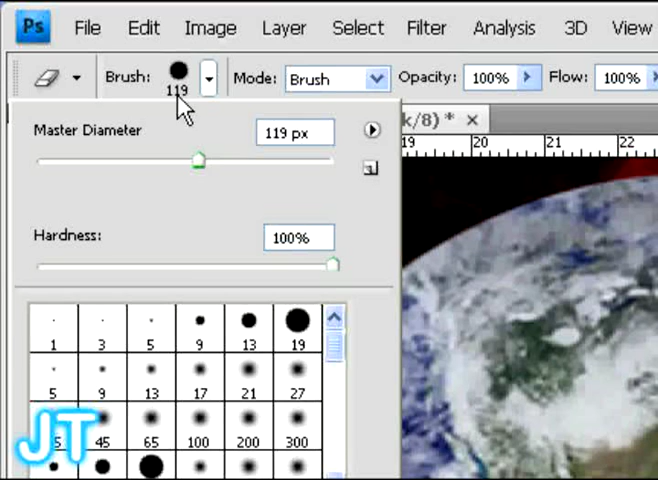 Ps File Edit Image Layer Select Filter Analysis 3D View
Brush: 119 Mode: Brush Opacity: 100% Flow: 100%
k/8) *
Master Diameter 119 px
19 20 21 22
Hardness: 100%
1 3 5 9 13 19
5 9 13 17 21 27
45 65 100 200 300
JT